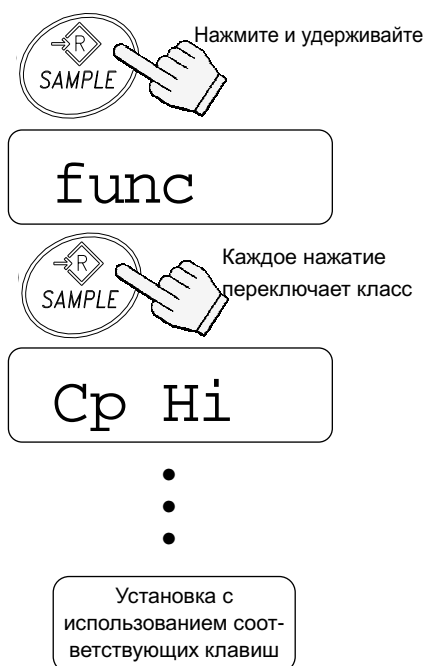 R
SAMPLE
Нажмите и удерживайте
func
R
SAMPLE
Каждое нажатие
переключает класс
Cp Hi
Установка с
использованием соот-
ветствующих клавиш